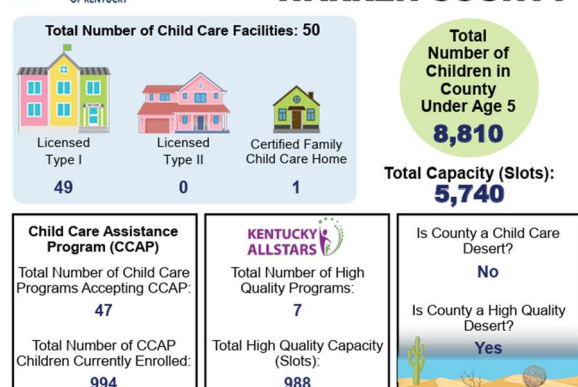 OF KENTUCKY
Total Number of Child Care Facilities: 50
Licensed
Type I
49
Licensed
Type II
0
Certified Family
Child Care Home
1
Total
Number of
Children in
County
Under Age 5
8,810
Total Capacity (Slots):
5,740
Child Care Assistance
Program (CCAP)
Total Number of Child Care
Programs Accepting CCAP:
47
Total Number of CCAP
Children Currently Enrolled:
994
KENTUCKY
ALLSTARS
Total Number of High
Quality Programs:
7
Total High Quality Capacity
(Slots):
988
Is County a Child Care
Desert?
No
Is County a High Quality
Desert?
Yes